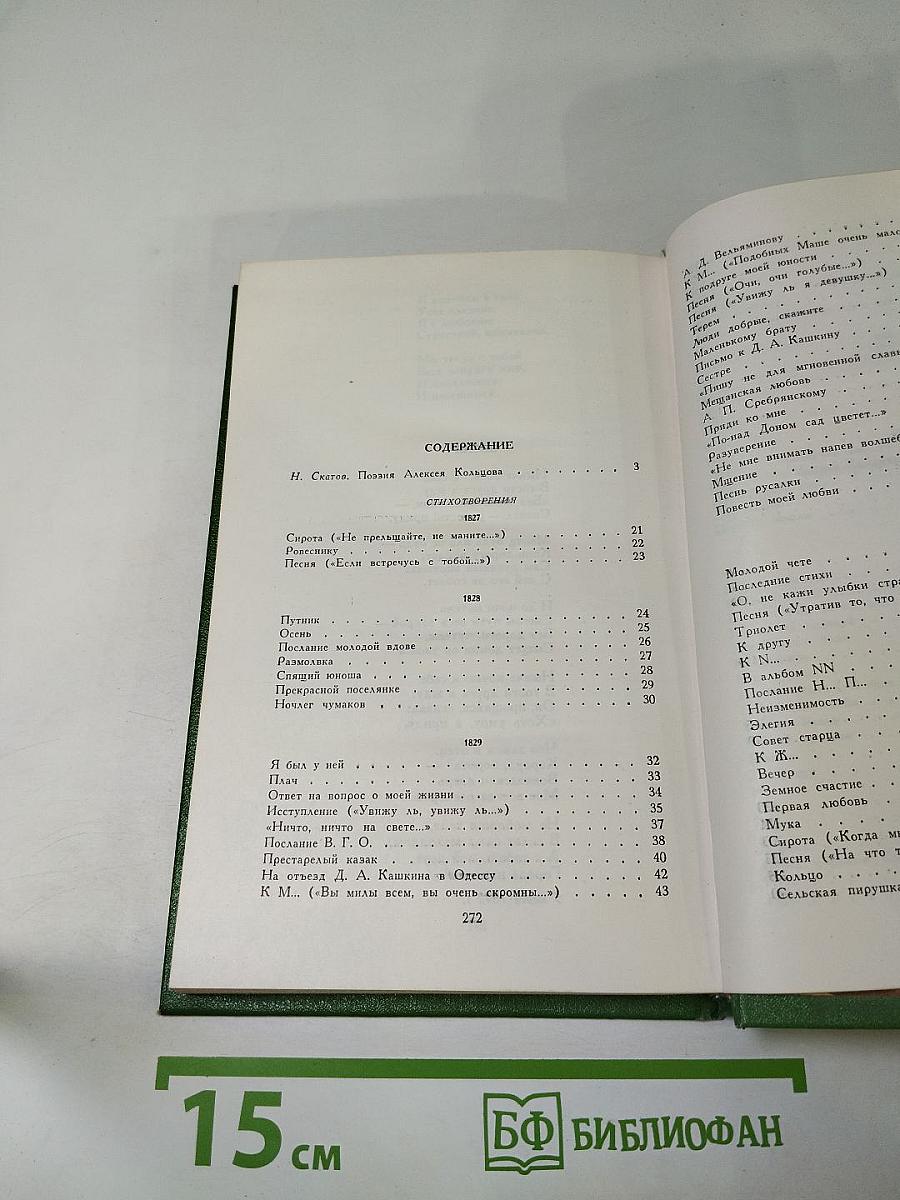 СОДЕРЖАНИЕ
Н. Скатов. Поэзия Алексея Кольцова . . . . . . . . 3
СТИХОТВОРЕНИЯ
1827
Сирота («Не прельщайте, не маните...») . . . . . . . . 21
Ровеснику . . . . . . . . . . . . . . . . . . 22
Песня («Если встречусь с тобой...») . . . . . . . . . 23
1828
Путник . . . . . . . . . . . . . . . . . . . . 24
Осень . . . . . . . . . . . . . . . . . . . . 25
Послание молодой вдове . . . . . . . . . . . . . 26
Размолвка . . . . . . . . . . . . . . . . . . . 27
Спящий юноша . . . . . . . . . . . . . . . . . 28
Прекрасной поселянке . . . . . . . . . . . . . . 29
Ночлег чумаков . . . . . . . . . . . . . . . . . 30
1829
Я был у ней . . . . . . . . . . . . . . . . . . 32
Плач . . . . . . . . . . . . . . . . . . . . . 33
Ответ на вопрос о моей жизни . . . . . . . . . . . 34
Исступление («Увижу ль, увижу ль...») . . . . . . . . 35
«Ничто, ничто на свете...» . . . . . . . . . . . . 37
Послание В. Г. О. . . . . . . . . . . . . . . . 38
Престарелый казак . . . . . . . . . . . . . . . 40
На отъезд Д. А. Кашкина в Одессу . . . . . . . . . 42
К М... («Вы милы всем, вы очень скромны...») . . . . . 43
272
А. Д. Вельяминову . . . . . .
К М... («Подобных Маше очень мало
К подруге моей юности . . . .
Песня («Очи, очи голубые...») . . .
Песня («Увижу ль я девушку...»)
Терем . . . . . . . . .
Люди добрые, скажите . . . .
Маленькому брату . . . . .
Письмо к Д. А. Кашкину . . . .
Сестре . . . . . . . .
«Пишу не для мгновенной славы
Мещанская любовь . . . . .
А. П. Сребрянскому . . . .
Приди ко мне . . . . . .
«По-над Доном сад цветет...» .
Разуверение . . . . . .
«Не мне внимать напев волшеб
Мщение . . . . . . .
Песнь русалки . . . . .
Повесть моей любви . . . .
Молодой чете . . . . .
Последние стихи . . . .
«О, не кажи улыбки стра
Песня («Утратив то, что
Триолет . . . . . .
К другу . . . . . .
К N... . . . . . .
В альбом NN . . . .
Послание Н... П... . . .
Неизменимость . . . .
Элегия . . . . . .
Совет старца . . . .
К Ж... . . . . . .
Вечер . . . . . .
Земное счастие . . . .
Первая любовь . . .
Мука . . . . . .
Сирота («Когда мн
Песня («На что т
Кольцо . . . .
Сельская пирушка
15 см
БФ БИБЛИОФАН